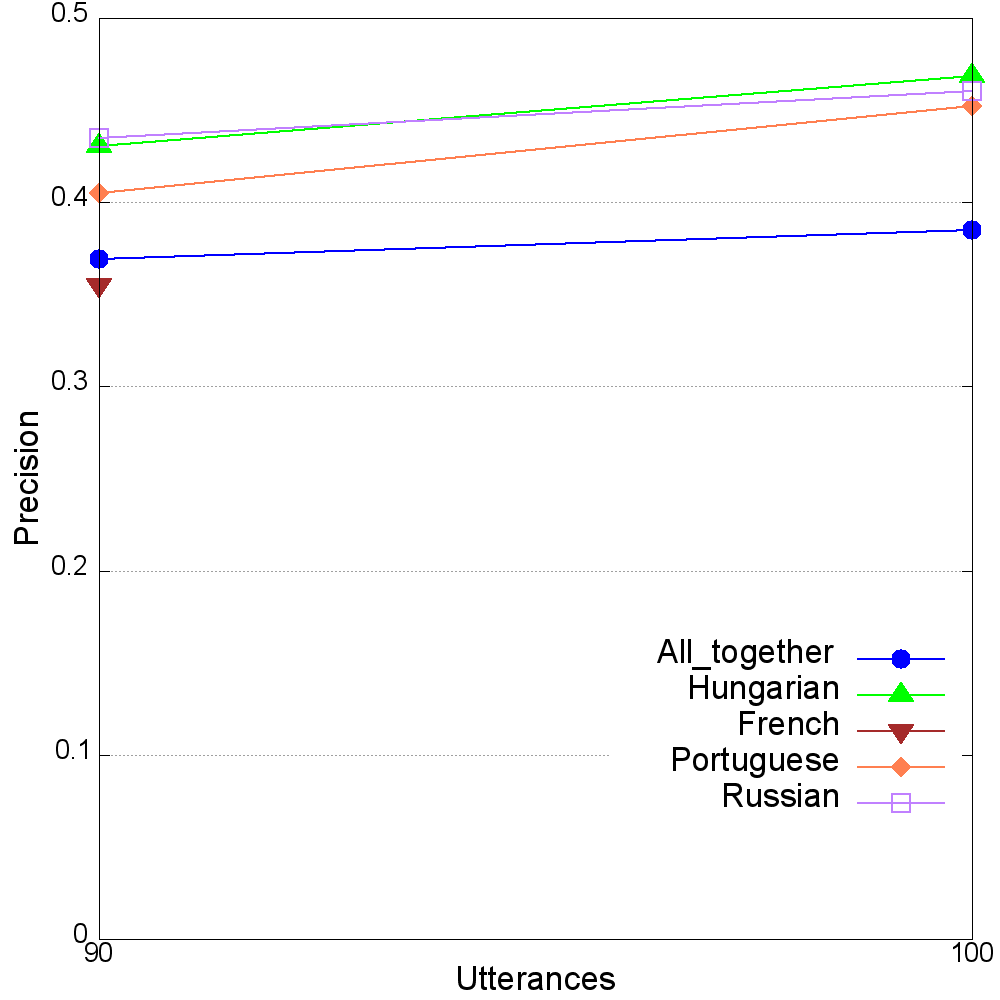 0.5
0.4
0.3
0.2
0.1
0
90
100
Precision
Utterances
All_together
Hungarian
French
Portuguese
Russian